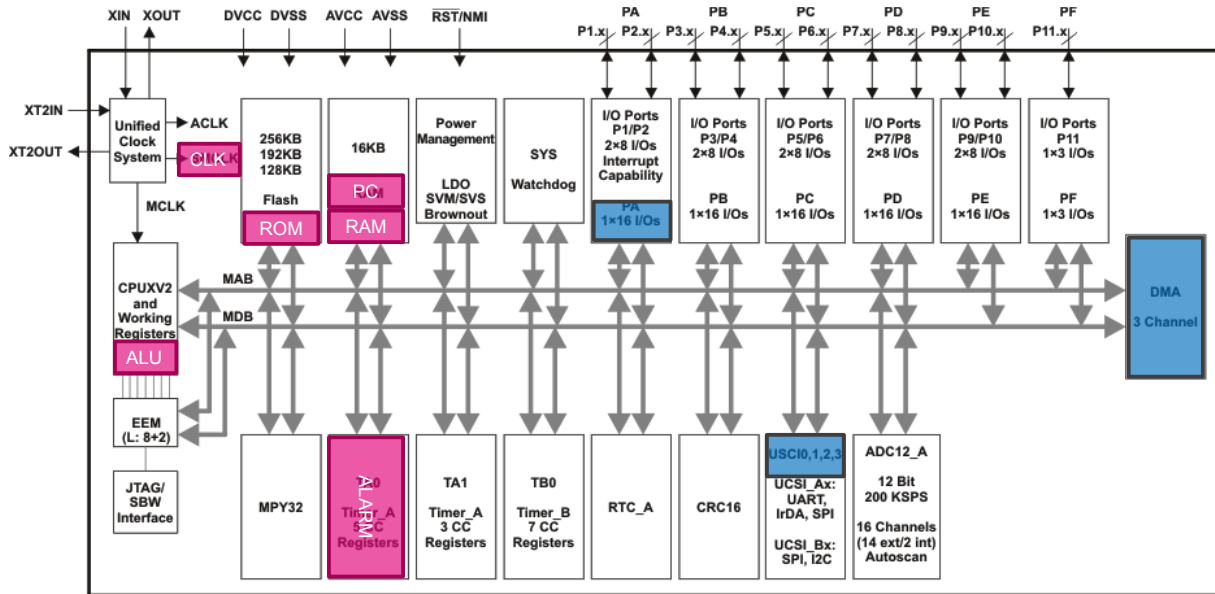 XIN XOUT DVCC DVSS AVCC AVSS RST/NMI PA PB PC PD PE PF
P1.x P2.x P3.x P4.x P5.x P6.x P7.x P8.x P9.x P10.x P11.x
XT2IN
XT2OUT
Unified
Clock
System
ACLK
CLK
MCLK
256KB
192KB
128KB
Flash
ROM
16KB
PC
RAM
Power
Management
LDO
SVM/SVS
Brownout
SYS
Watchdog
I/O Ports
P1/P2
2×8 I/Os
Interrupt
Capability
PA
1×16 I/Os
I/O Ports
P3/P4
2×8 I/Os
PB
1×16 I/Os
I/O Ports
P5/P6
2×8 I/Os
PC
1×16 I/Os
I/O Ports
P7/P8
2×8 I/Os
PD
1×16 I/Os
I/O Ports
P9/P10
2×8 I/Os
PE
1×16 I/Os
I/O Ports
P11
1×3 I/Os
PF
1×3 I/Os
CPUXV2
and
Working
Registers
ALU
MAB
MDB
DMA
3 Channel
EEM
(L: 8+2)
JTAG/
SBW
Interface
MPY32
TA0
Timer_A
5 CC
Registers
ALARM
TA1
Timer_A
3 CC
Registers
TB0
Timer_B
7 CC
Registers
RTC_A
CRC16
USCI0,1,2,3
UCSI_Ax:
UART,
IrDA, SPI
UCSI_Bx:
SPI, I2C
ADC12_A
12 Bit
200 KSPS
16 Channels
(14 ext/2 int)
Autoscan